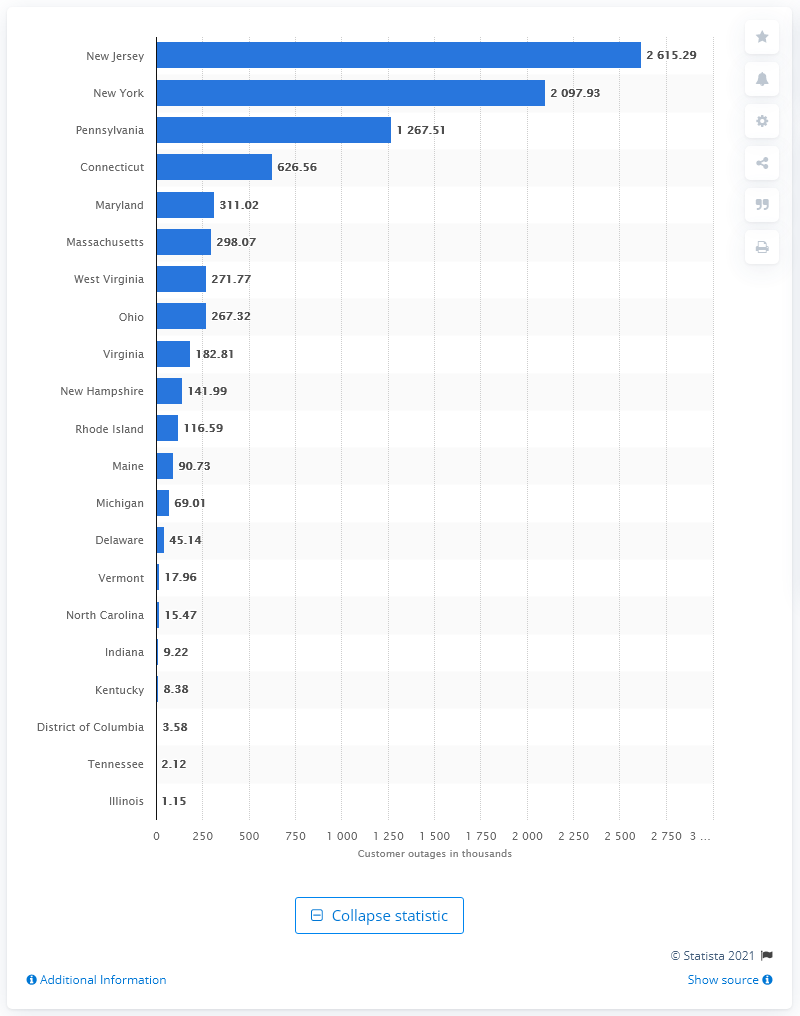 New Jersey 2 615.29
New York 2 097.93
Pennsylvania 1 267.51
Connecticut 626.56
Maryland 311.02
Massachusetts 298.07
West Virginia 271.77
Ohio 267.32
Virginia 182.81
New Hampshire 141.99
Rhode Island 116.59
Maine 90.73
Michigan 69.01
Delaware 45.14
Vermont 17.96
North Carolina 15.47
Indiana 9.22
Kentucky 8.38
District of Columbia 3.58
Tennessee 2.12
Illinois 1.15
0 250 500 750 1 000 1 250 1 500 1 750 2 000 2 250 2 500 2 750 3 ...
Customer outages in thousands
Collapse statistic
© Statista 2021
Additional Information Show source